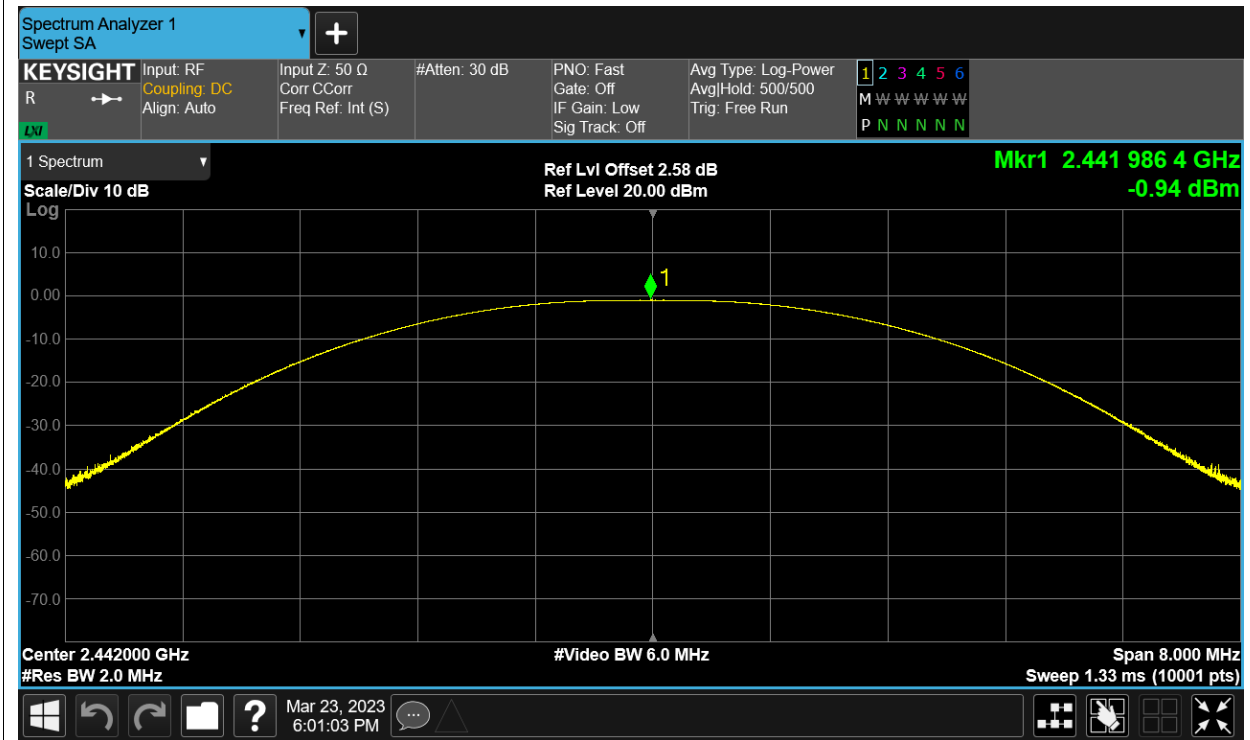 Spectrum Analyzer 1
Swept SA
KEYSIGHT
R
LXI
Input: RF
Coupling: DC
Align: Auto
Input Z: 50 Ω
Corr CCorr
Freq Ref: Int (S)
#Atten: 30 dB
PNO: Fast
Gate: Off
IF Gain: Low
Sig Track: Off
Avg Type: Log-Power
Avg|Hold: 500/500
Trig: Free Run
1 2 3 4 5 6
M W W W W W
P N N N N N
1 Spectrum
Scale/Div 10 dB
Ref Lvl Offset 2.58 dB
Ref Level 20.00 dBm
Mkr1 2.441 986 4 GHz
-0.94 dBm
Log
10.0
0.00
-10.0
-20.0
-30.0
-40.0
-50.0
-60.0
-70.0
1
Center 2.442000 GHz
#Res BW 2.0 MHz
#Video BW 6.0 MHz
Span 8.000 MHz
Sweep 1.33 ms (10001 pts)
?
Mar 23, 2023
6:01:03 PM